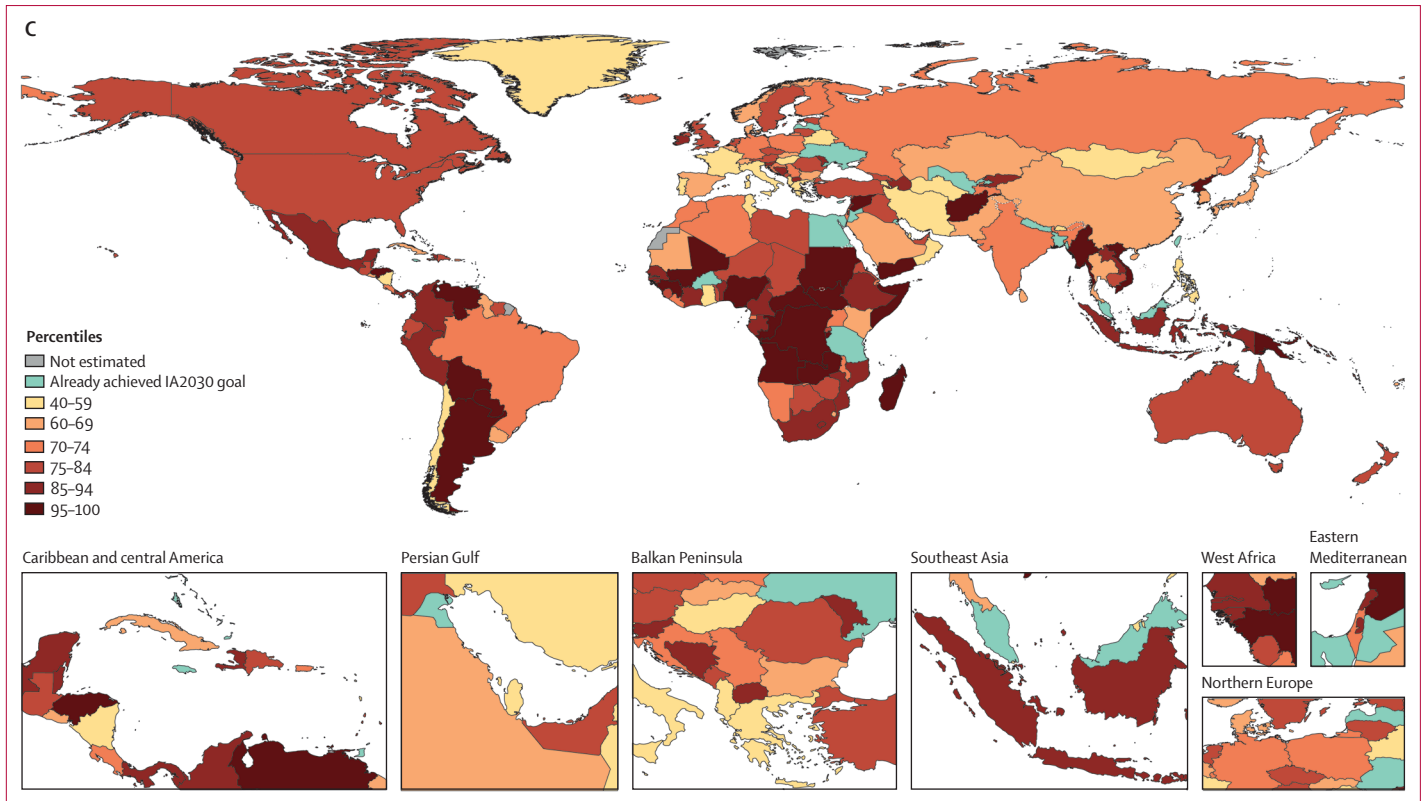 C
Percentiles
Not estimated
Already achieved IA2030 goal
40–59
60–69
70–74
75–84
85–94
95–100
Caribbean and central America
Persian Gulf
Balkan Peninsula
Southeast Asia
West Africa
Eastern
Mediterranean
Northern Europe